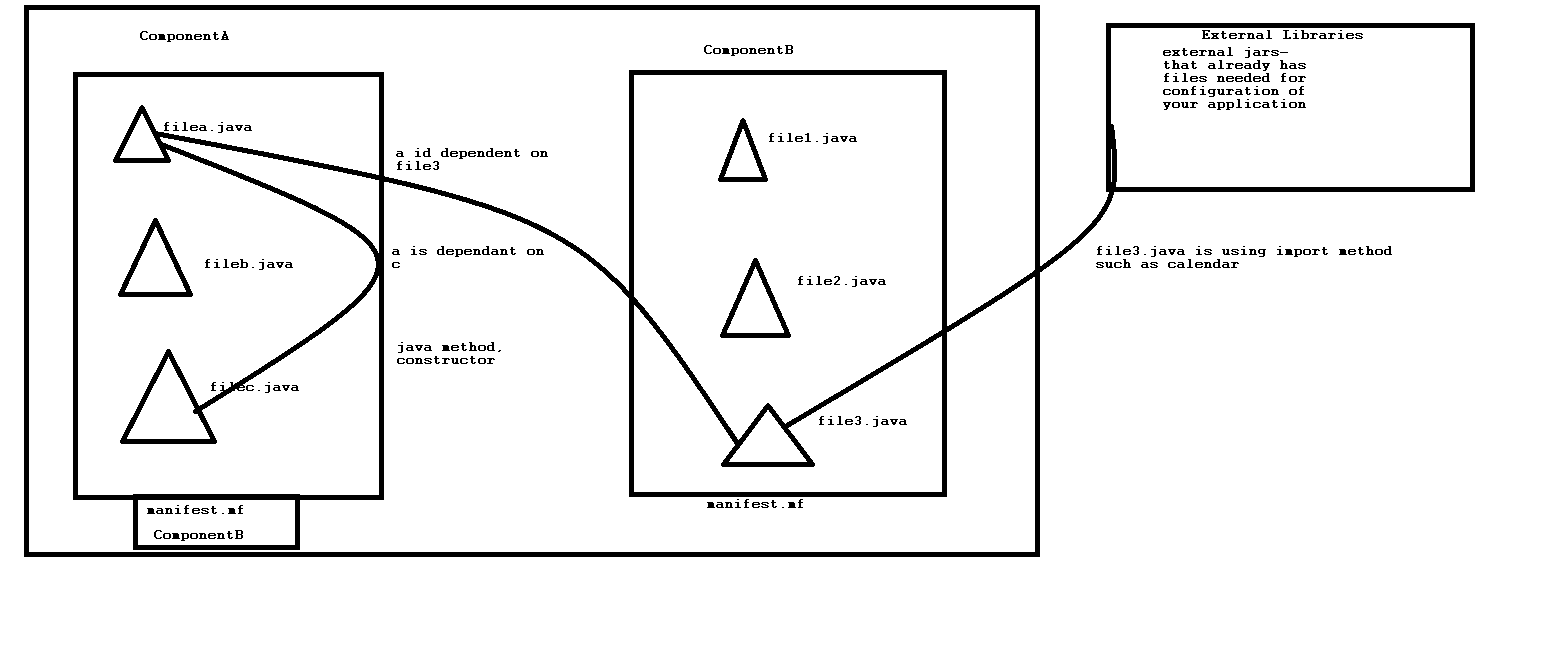 ComponentA
ComponentB
External Libraries
external jars-
that already has
files needed for
configuration of
your application
filea.java
file1.java
a id dependent on
file3
a is dependant on
c
fileb.java
file2.java
file3.java is using import method
such as calendar
java method,
constructor
filec.java
file3.java
manifest.mf
ComponentB
manifest.mf